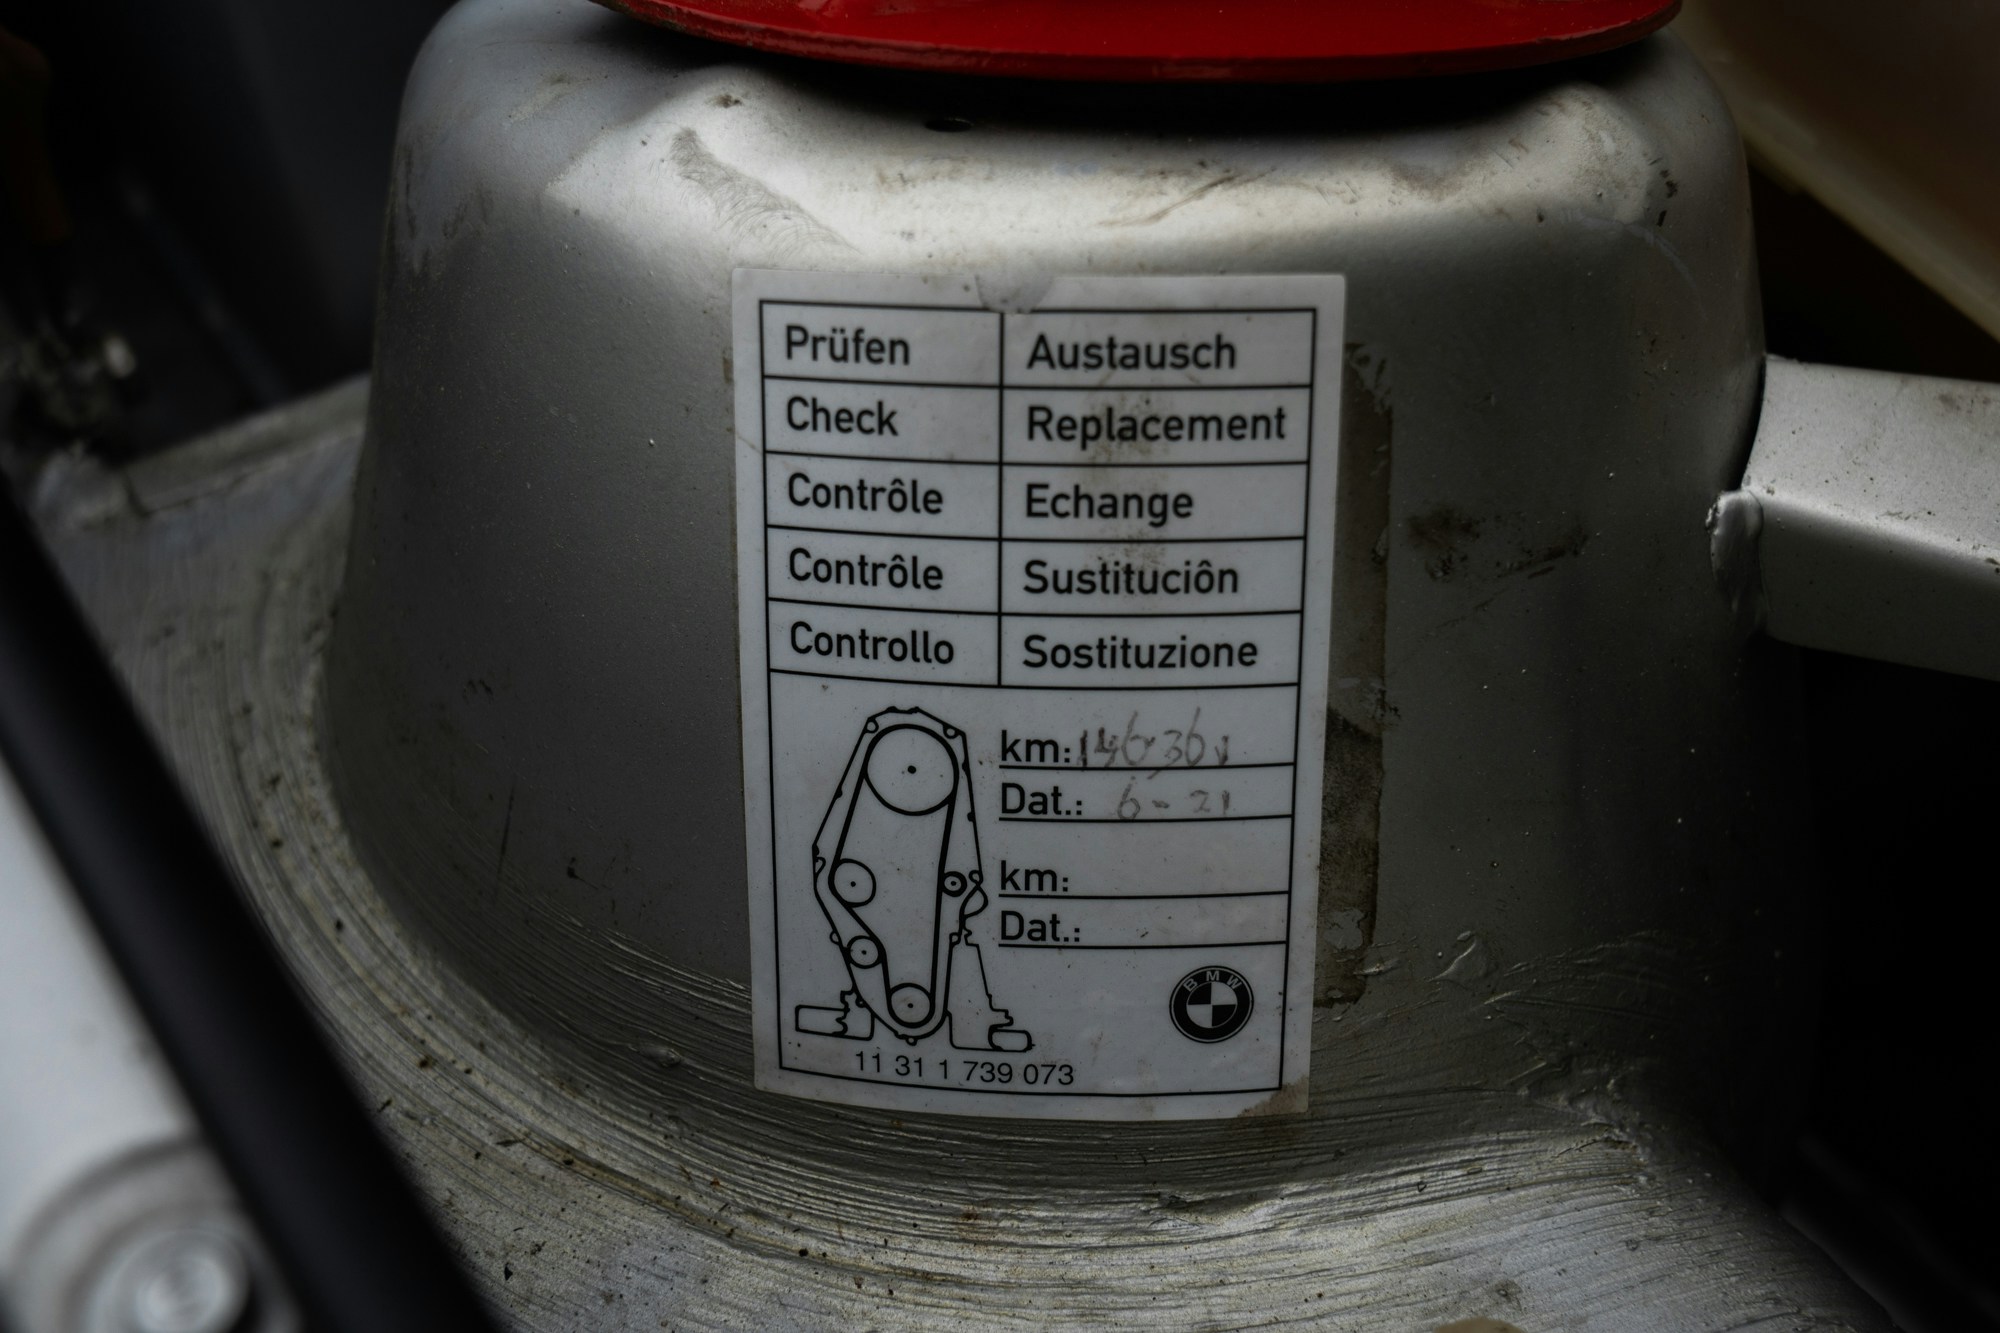 Prüfen Austausch
Check Replacement
Contrôle Echange
Contrôle Sustituciôn
Controllo Sostituzione
km:
Dat.: 6-21
km:
Dat.:
BMW
11 31 1 739 073